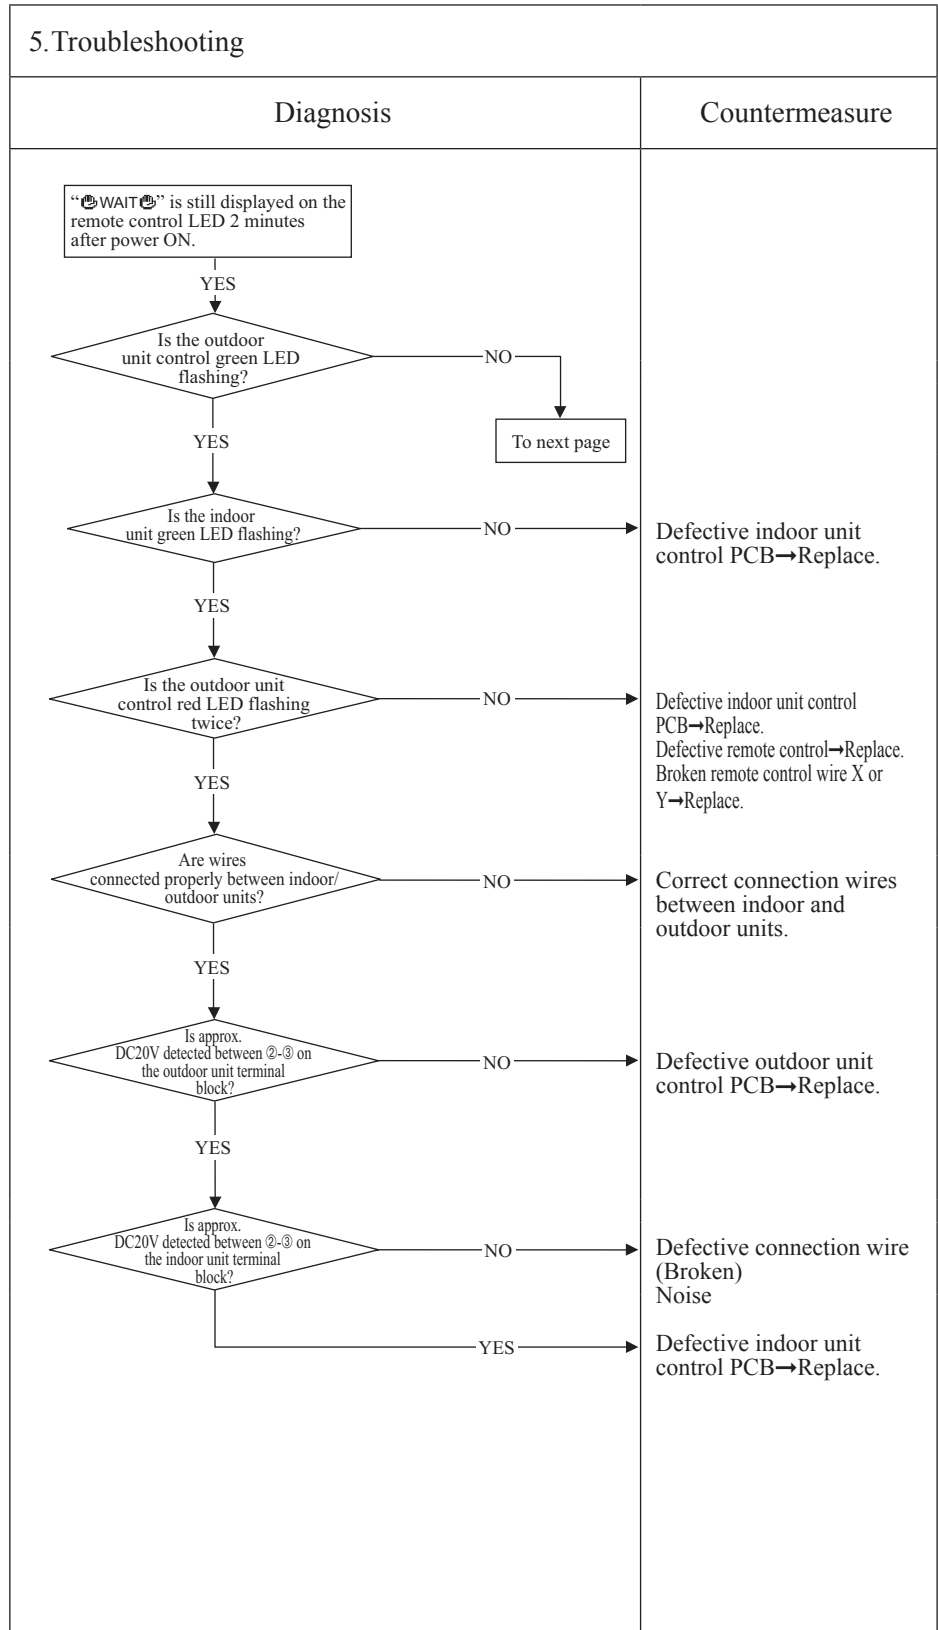 5.Troubleshooting
Diagnosis
Countermeasure
“WAIT” is still displayed on the
remote control LED 2 minutes
after power ON.
YES
Is the outdoor
unit control green LED
flashing?
NO
To next page
YES
Is the indoor
unit green LED flashing?
NO
Defective indoor unit
control PCB→Replace.
YES
Is the outdoor unit
control red LED flashing
twice?
NO
Defective indoor unit control
PCB→Replace.
Defective remote control→Replace.
Broken remote control wire X or
Y→Replace.
YES
Are wires
connected properly between indoor/
outdoor units?
NO
Correct connection wires
between indoor and
outdoor units.
YES
Is approx.
DC20V detected between ②-③ on
the outdoor unit terminal
block?
NO
Defective outdoor unit
control PCB→Replace.
YES
Is approx.
DC20V detected between ②-③ on
the indoor unit terminal
block?
NO
Defective connection wire
(Broken)
Noise
YES
Defective indoor unit
control PCB→Replace.